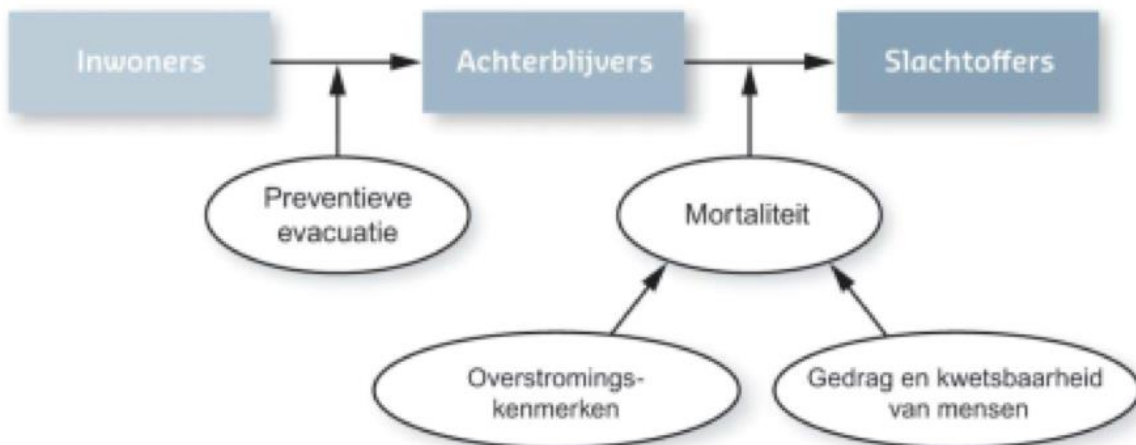 Inwoners
Achterblijvers
Slachtoffers
Preventieve
evacuatie
Mortaliteit
Overstromings-
kenmerken
Gedrag en kwetsbaarheid
van mensen